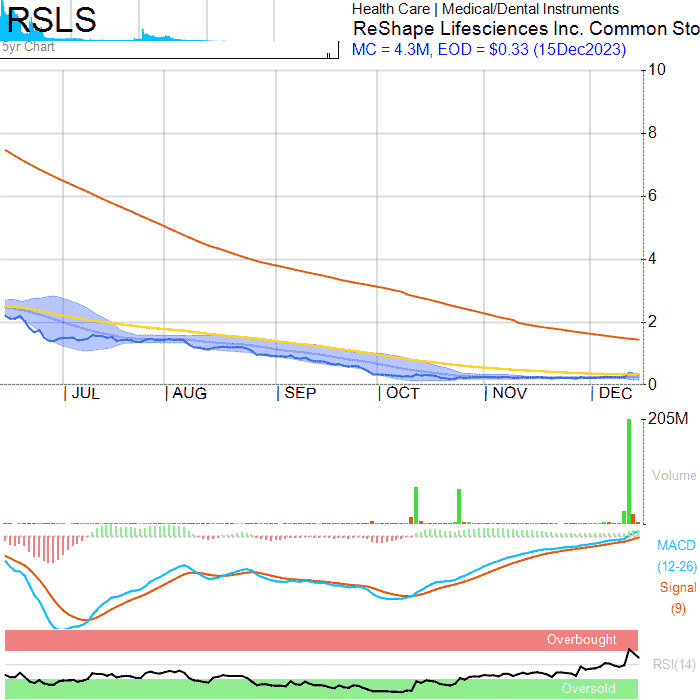 RSLS
5yr Chart
Health Care | Medical/Dental Instruments
ReShape Lifesciences Inc. Common Sto
MC = 4.3M, EOD = $0.33 (15Dec2023)
10
8
6
4
2
0
| JUL | AUG | SEP | OCT | NOV | DEC
205M
Volume
MACD
(12-26)
Signal
(9)
Overbought
RSI(14)
Oversold